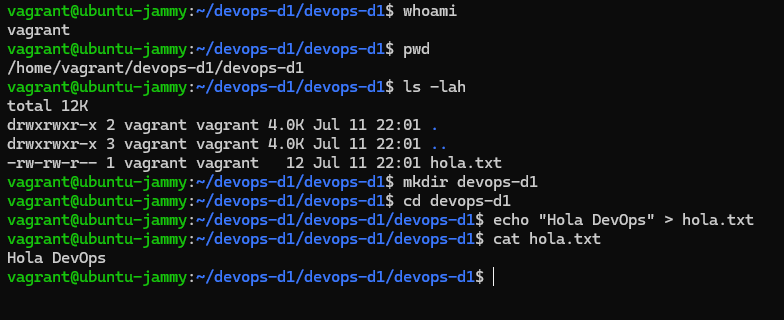 vagrant@ubuntu-jammy:~/devops-d1/devops-d1$ whoami
vagrant
vagrant@ubuntu-jammy:~/devops-d1/devops-d1$ pwd
/home/vagrant/devops-d1/devops-d1
vagrant@ubuntu-jammy:~/devops-d1/devops-d1$ ls -lah
total 12K
drwxrwxr-x 2 vagrant vagrant 4.0K Jul 11 22:01 .
drwxrwxr-x 3 vagrant vagrant 4.0K Jul 11 22:01 ..
-rw-rw-r-- 1 vagrant vagrant   12 Jul 11 22:01 hola.txt
vagrant@ubuntu-jammy:~/devops-d1/devops-d1$ mkdir devops-d1
vagrant@ubuntu-jammy:~/devops-d1/devops-d1$ cd devops-d1
vagrant@ubuntu-jammy:~/devops-d1/devops-d1/devops-d1$ echo "Hola DevOps" > hola.txt
vagrant@ubuntu-jammy:~/devops-d1/devops-d1/devops-d1$ cat hola.txt
Hola DevOps
vagrant@ubuntu-jammy:~/devops-d1/devops-d1/devops-d1$